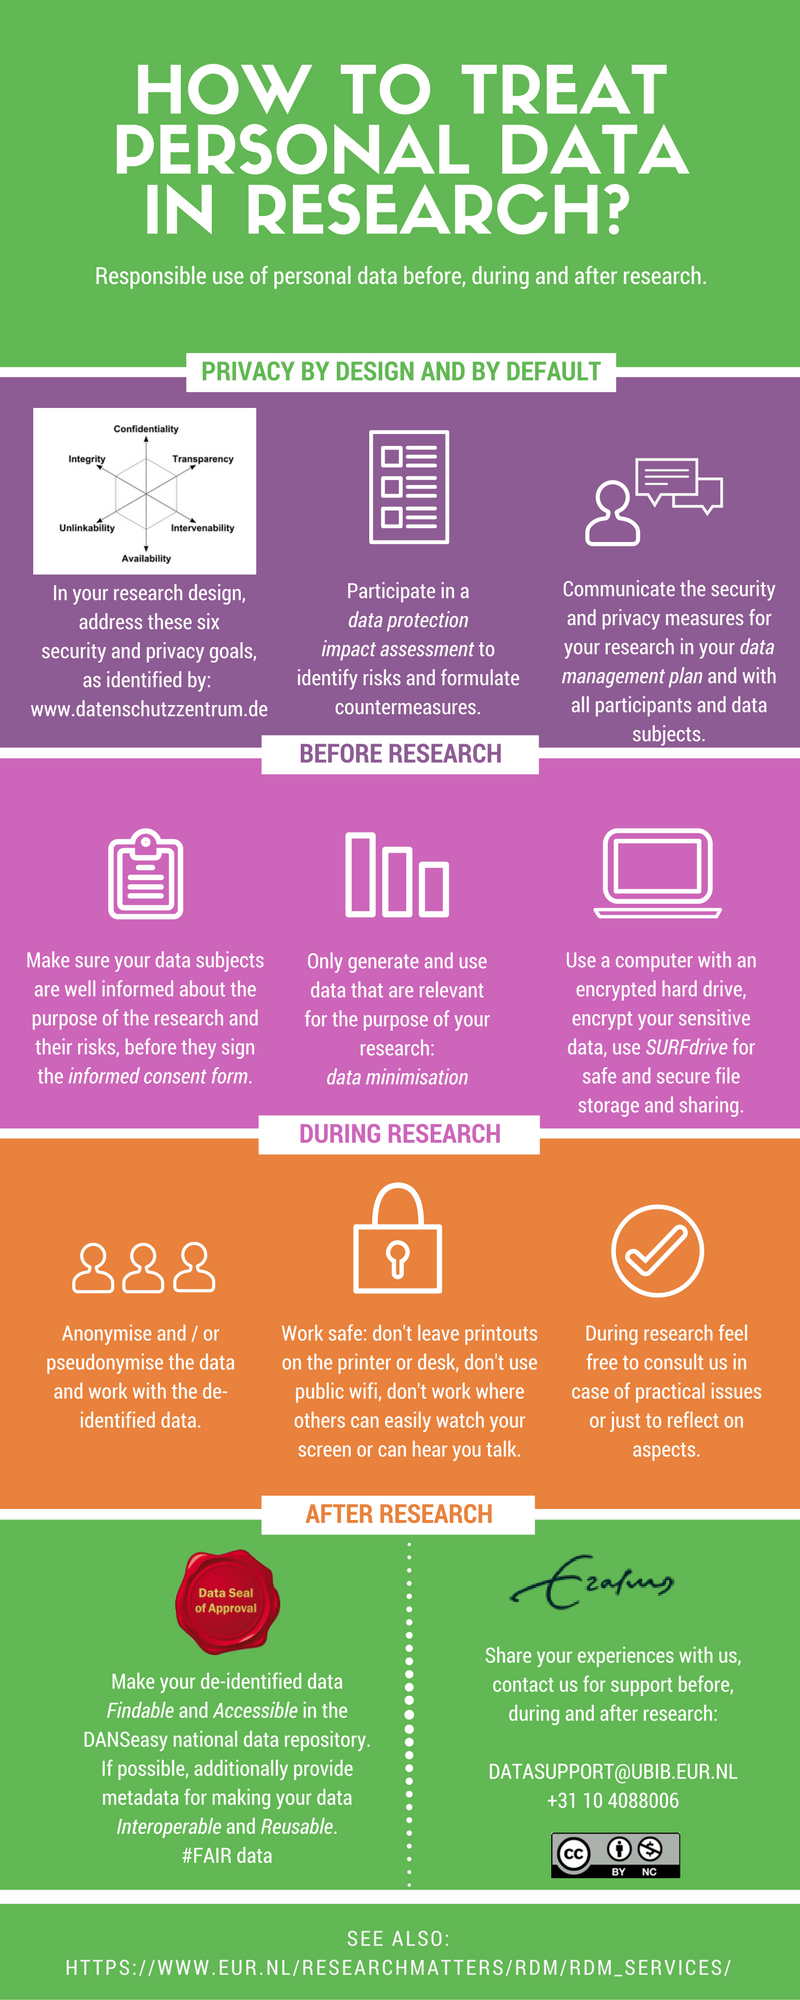 HOW TO TREAT
PERSONAL DATA
IN RESEARCH?
Responsible use of personal data before, during and after research.
PRIVACY BY DESIGN AND BY DEFAULT
Confidentiality
Integrity
Transparency
Unlinkability
Intervenability
Availability
In your research design,
address these six
security and privacy goals,
as identified by:
www.datenschutzzentrum.de
Participate in a
data protection
impact assessment to
identify risks and formulate
countermeasures.
Communicate the security
and privacy measures for
your research in your data
management plan and with
all participants and data
subjects.
BEFORE RESEARCH
Make sure your data subjects
are well informed about the
purpose of the research and
their risks, before they sign
the informed consent form.
Only generate and use
data that are relevant
for the purpose of your
research:
data minimisation
Use a computer with an
encrypted hard drive,
encrypt your sensitive
data, use SURFdrive for
safe and secure file
storage and sharing.
DURING RESEARCH
Anonymise and / or
pseudonymise the data
and work with the de-
identified data.
Work safe: don't leave printouts
on the printer or desk, don't use
public wifi, don't work where
others can easily watch your
screen or can hear you talk.
During research feel
free to consult us in
case of practical issues
or just to reflect on
aspects.
AFTER RESEARCH
Data Seal
of Approval
Make your de-identified data
Findable and Accessible in the
DANSeasy national data repository.
If possible, additionally provide
metadata for making your data
Interoperable and Reusable.
#FAIR data
Erasmus
Share your experiences with us,
contact us for support before,
during and after research:
DATASUPPORT@UBIB.EUR.NL
+31 10 4088006
cc
BY NC
SEE ALSO:
HTTPS://WWW.EUR.NL/RESEARCHMATTERS/RDM/RDM_SERVICES/